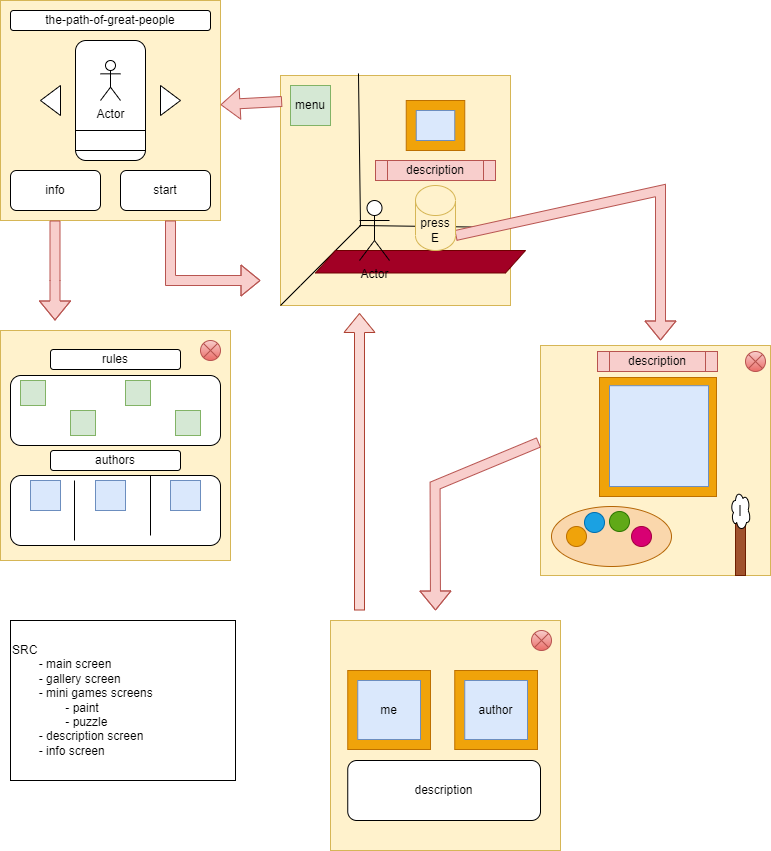 the-path-of-great-people
Actor
info
start
menu
description
press
E
Actor
rules
authors
description
SRC
- main screen
- gallery screen
- mini games screens
- paint
- puzzle
- description screen
- info screen
me
author
description